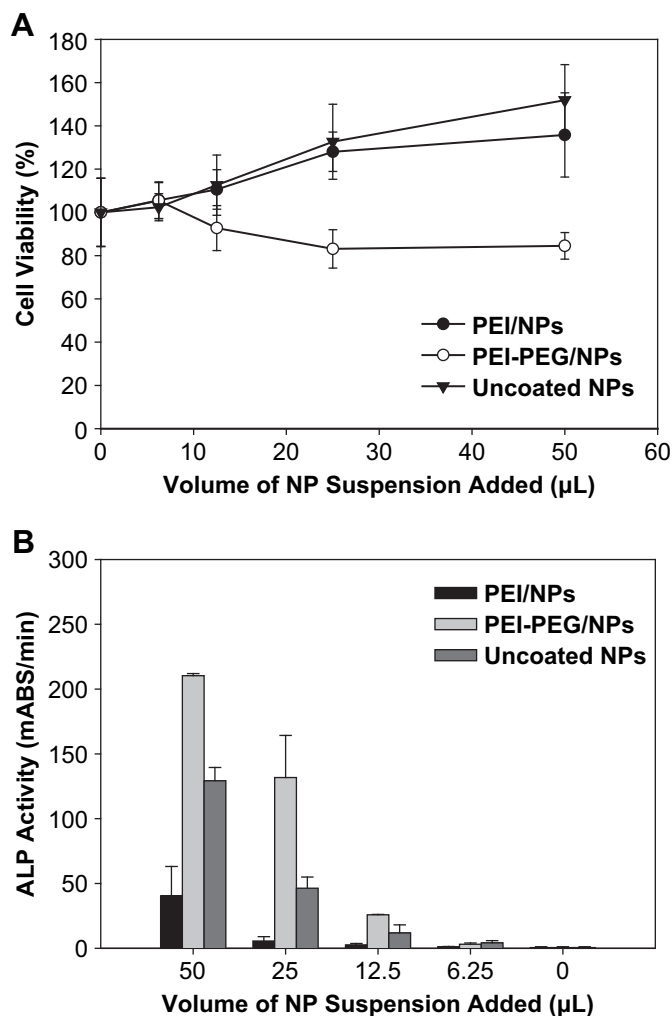 A
180
160
140
120
100
80
60
40
20
0
Cell Viability (%)
PEI/NPs
PEI-PEG/NPs
Uncoated NPs
0 10 20 30 40 50 60
Volume of NP Suspension Added (µL)
B
300
250
200
150
100
50
0
ALP Activity (mABS/min)
PEI/NPs
PEI-PEG/NPs
Uncoated NPs
50 25 12.5 6.25 0
Volume of NP Suspension Added (µL)